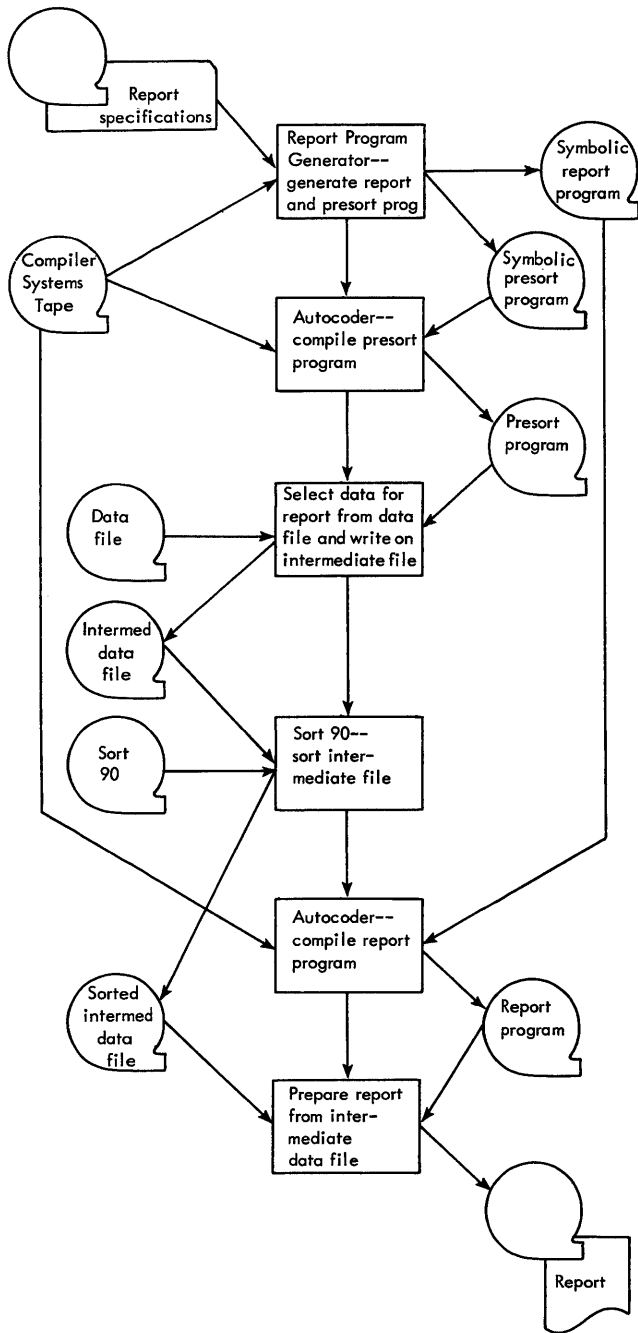 Report
specifications
Report Program
Generator--
generate report
and presort prog
Symbolic
report
program
Compiler
Systems
Tape
Symbolic
presort
program
Autocoder--
compile presort
program
Presort
program
Select data for
report from data
file and write on
intermediate file
Data
file
Intermed
data
file
Sort 90--
sort inter-
mediate file
Sort
90
Autocoder--
compile report
program
Sorted
intermed
data
file
Report
program
Prepare report
from inter-
mediate
data file
Report